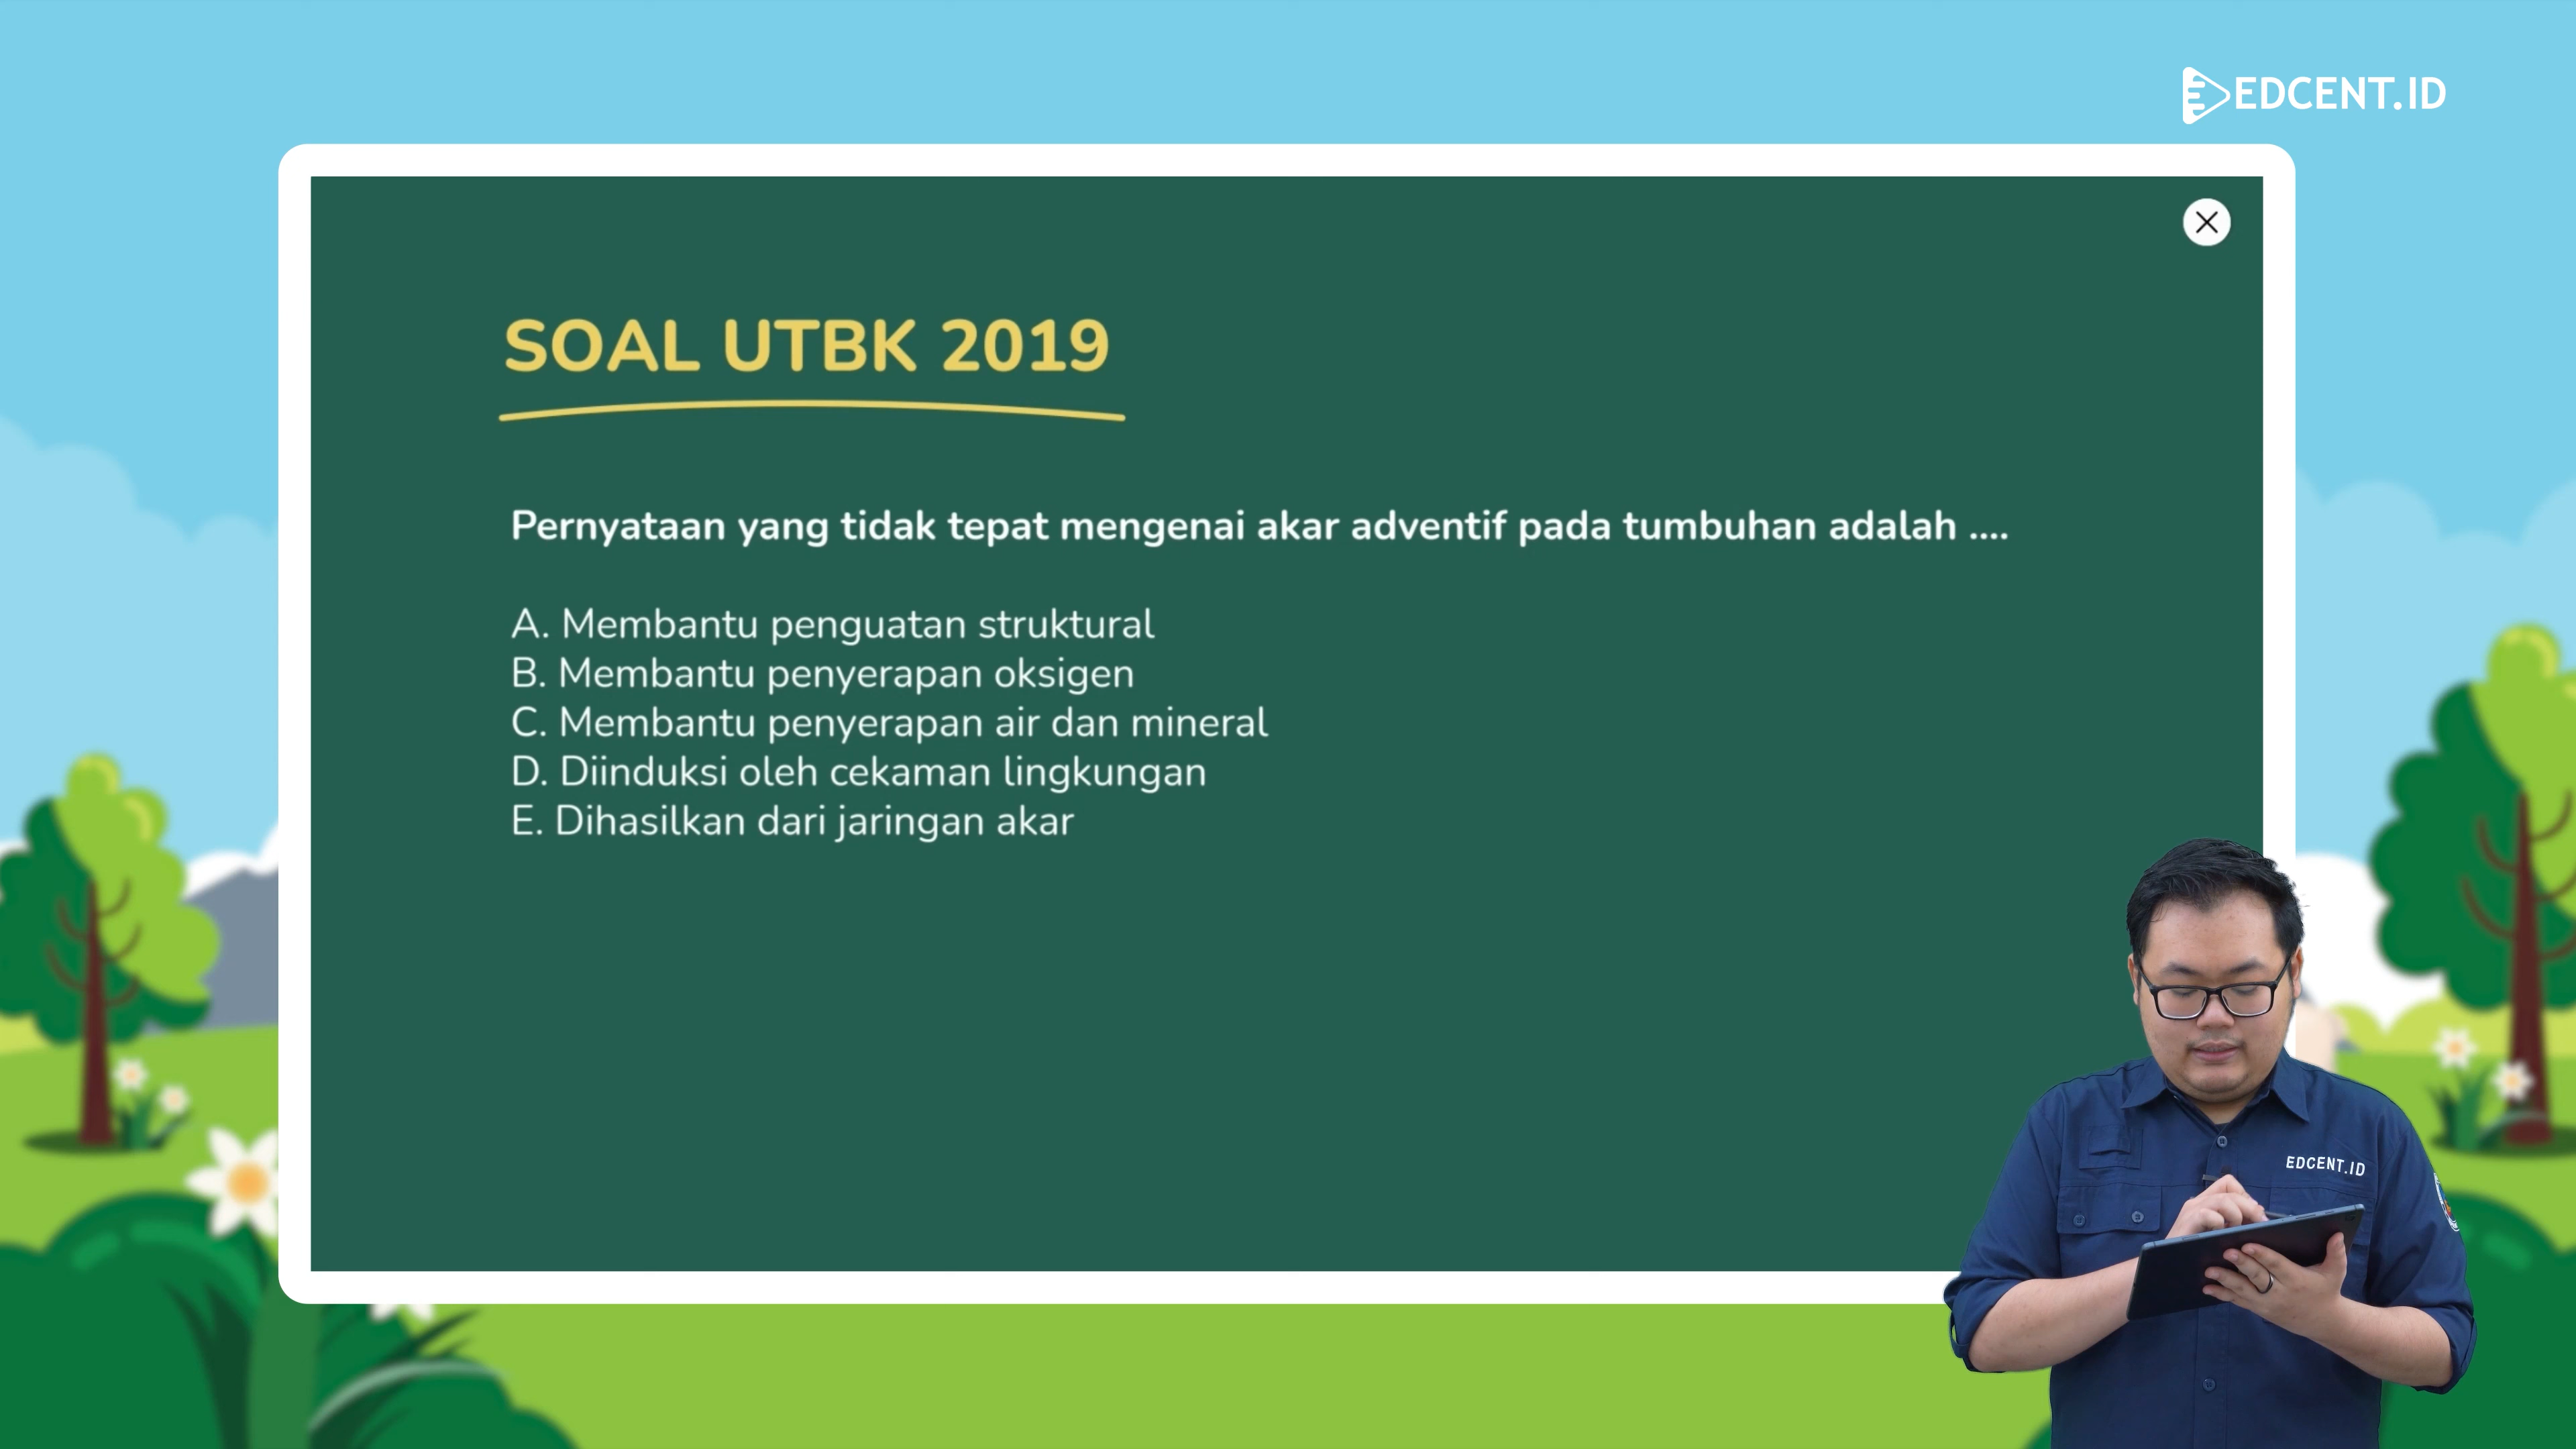 EDCENT.ID
SOAL UTBK 2019
Pernyataan yang tidak tepat mengenai akar adventif pada tumbuhan adalah ....
A. Membantu penguatan struktural
B. Membantu penyerapan oksigen
C. Membantu penyerapan air dan mineral
D. Diinduksi oleh cekaman lingkungan
E. Dihasilkan dari jaringan akar
EDCENT.ID